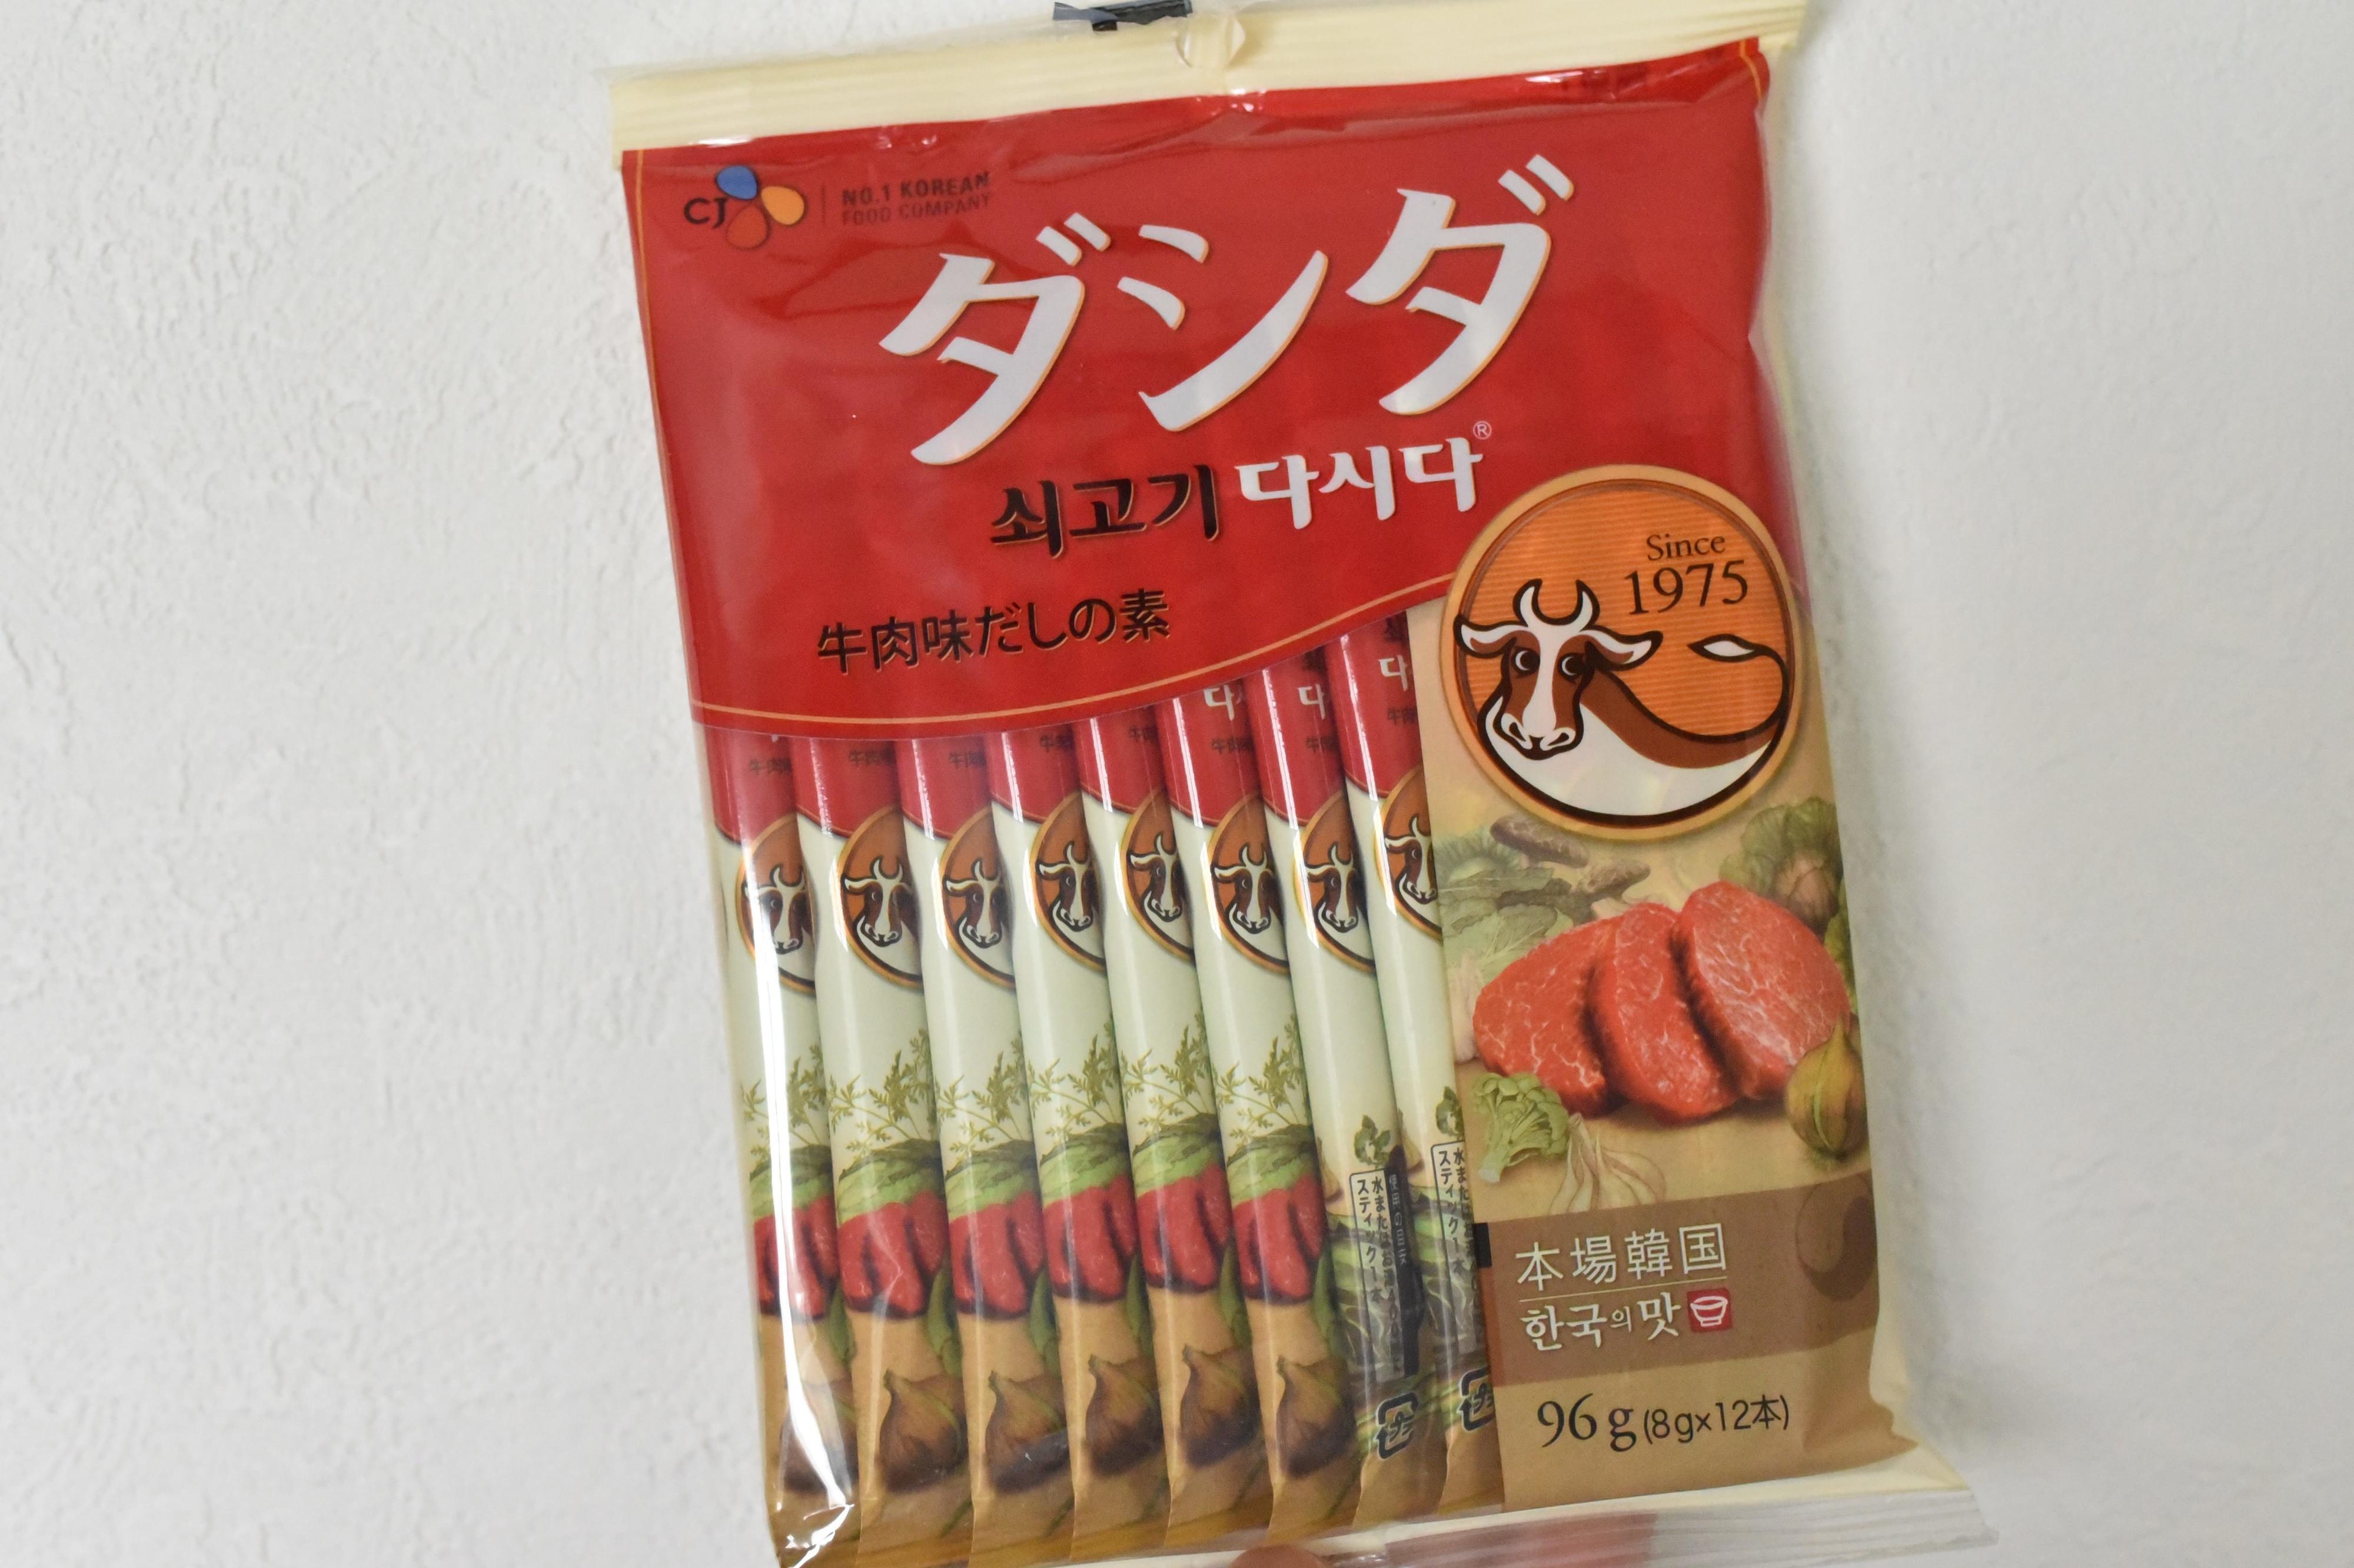 CJ
NO.1 KOREAN
FOOD COMPANY
ダシダ
쇠고기 다시다®
牛肉味だしの素
Since
1975
本場韓国
한국의맛
96g(8g×12本)